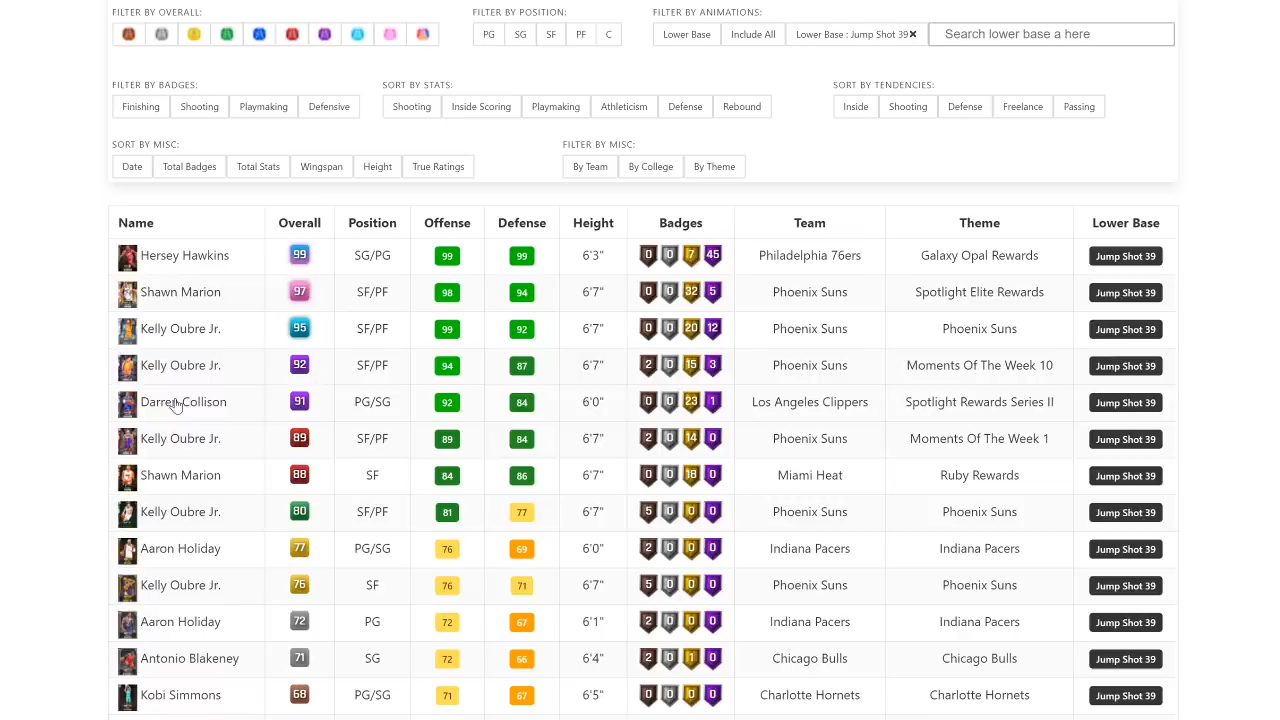 FILTER BY OVERALL: FILTER BY POSITION: FILTER BY ANIMATIONS:
PG SG SF PF C Lower Base Include All Lower Base : Jump Shot 39✖ Search lower base a here
FILTER BY BADGES: SORT BY STATS: SORT BY TENDENCIES:
Finishing Shooting Playmaking Defensive Shooting Inside Scoring Playmaking Athleticism Defense Rebound Inside Shooting Defense Freelance Passing
SORT BY MISC: FILTER BY MISC:
Date Total Badges Total Stats Wingspan Height True Ratings By Team By College By Theme
Name Overall Position Offense Defense Height Badges Team Theme Lower Base
Hersey Hawkins 99 SG/PG 99 99 6'3" 0 0 7 45 Philadelphia 76ers Galaxy Opal Rewards Jump Shot 39
Shawn Marion 97 SF/PF 98 94 6'7" 0 0 32 5 Phoenix Suns Spotlight Elite Rewards Jump Shot 39
Kelly Oubre Jr. 95 SF/PF 99 92 6'7" 0 0 20 12 Phoenix Suns Phoenix Suns Jump Shot 39
Kelly Oubre Jr. 92 SF/PF 94 87 6'7" 2 0 15 3 Phoenix Suns Moments Of The Week 10 Jump Shot 39
Darren Collison 91 PG/SG 92 84 6'0" 0 0 23 1 Los Angeles Clippers Spotlight Rewards Series II Jump Shot 39
Kelly Oubre Jr. 89 SF/PF 89 84 6'7" 2 0 14 0 Phoenix Suns Moments Of The Week 1 Jump Shot 39
Shawn Marion 88 SF 84 86 6'7" 0 0 18 0 Miami Heat Ruby Rewards Jump Shot 39
Kelly Oubre Jr. 80 SF/PF 81 77 6'7" 5 0 0 0 Phoenix Suns Phoenix Suns Jump Shot 39
Aaron Holiday 77 PG/SG 76 69 6'0" 2 0 0 0 Indiana Pacers Indiana Pacers Jump Shot 39
Kelly Oubre Jr. 76 SF 76 71 6'7" 5 0 0 0 Phoenix Suns Phoenix Suns Jump Shot 39
Aaron Holiday 72 PG 72 67 6'1" 2 0 0 0 Indiana Pacers Indiana Pacers Jump Shot 39
Antonio Blakeney 71 SG 72 66 6'4" 2 0 1 0 Chicago Bulls Chicago Bulls Jump Shot 39
Kobi Simmons 68 PG/SG 71 67 6'5" 0 0 0 0 Charlotte Hornets Charlotte Hornets Jump Shot 39